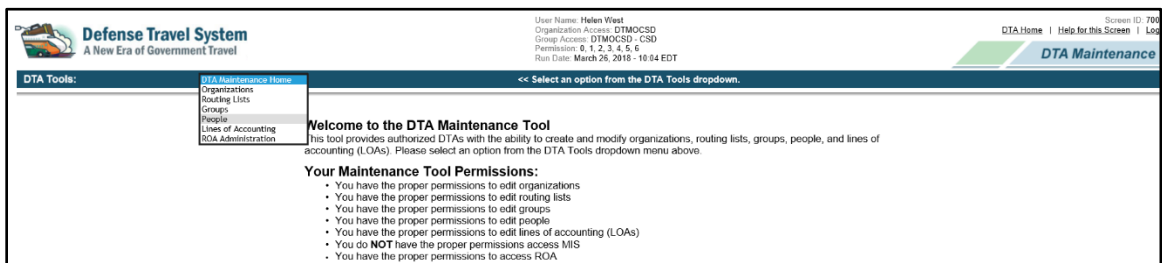 Defense Travel System
A New Era of Government Travel
User Name: Helen West
Organization Access: DTMOCSD
Group Access: DTMOCSD - CSD
Permission: 0, 1, 2, 3, 4, 5, 6
Run Date: March 26, 2018 - 10:04 EDT
Screen ID: 700
DTA Home | Help for this Screen | Log
DTA Maintenance
DTA Tools:
DTA Maintenance Home
<< Select an option from the DTA Tools dropdown.
Organizations
Routing Lists
Groups
People
Lines of Accounting
ROA Administration
Welcome to the DTA Maintenance Tool
This tool provides authorized DTAs with the ability to create and modify organizations, routing lists, groups, people, and lines of
accounting (LOAs). Please select an option from the DTA Tools dropdown menu above.
Your Maintenance Tool Permissions:
• You have the proper permissions to edit organizations
• You have the proper permissions to edit routing lists
• You have the proper permissions to edit groups
• You have the proper permissions to edit people
• You have the proper permissions to edit lines of accounting (LOAs)
• You do NOT have the proper permissions access MIS
• You have the proper permissions to access ROA